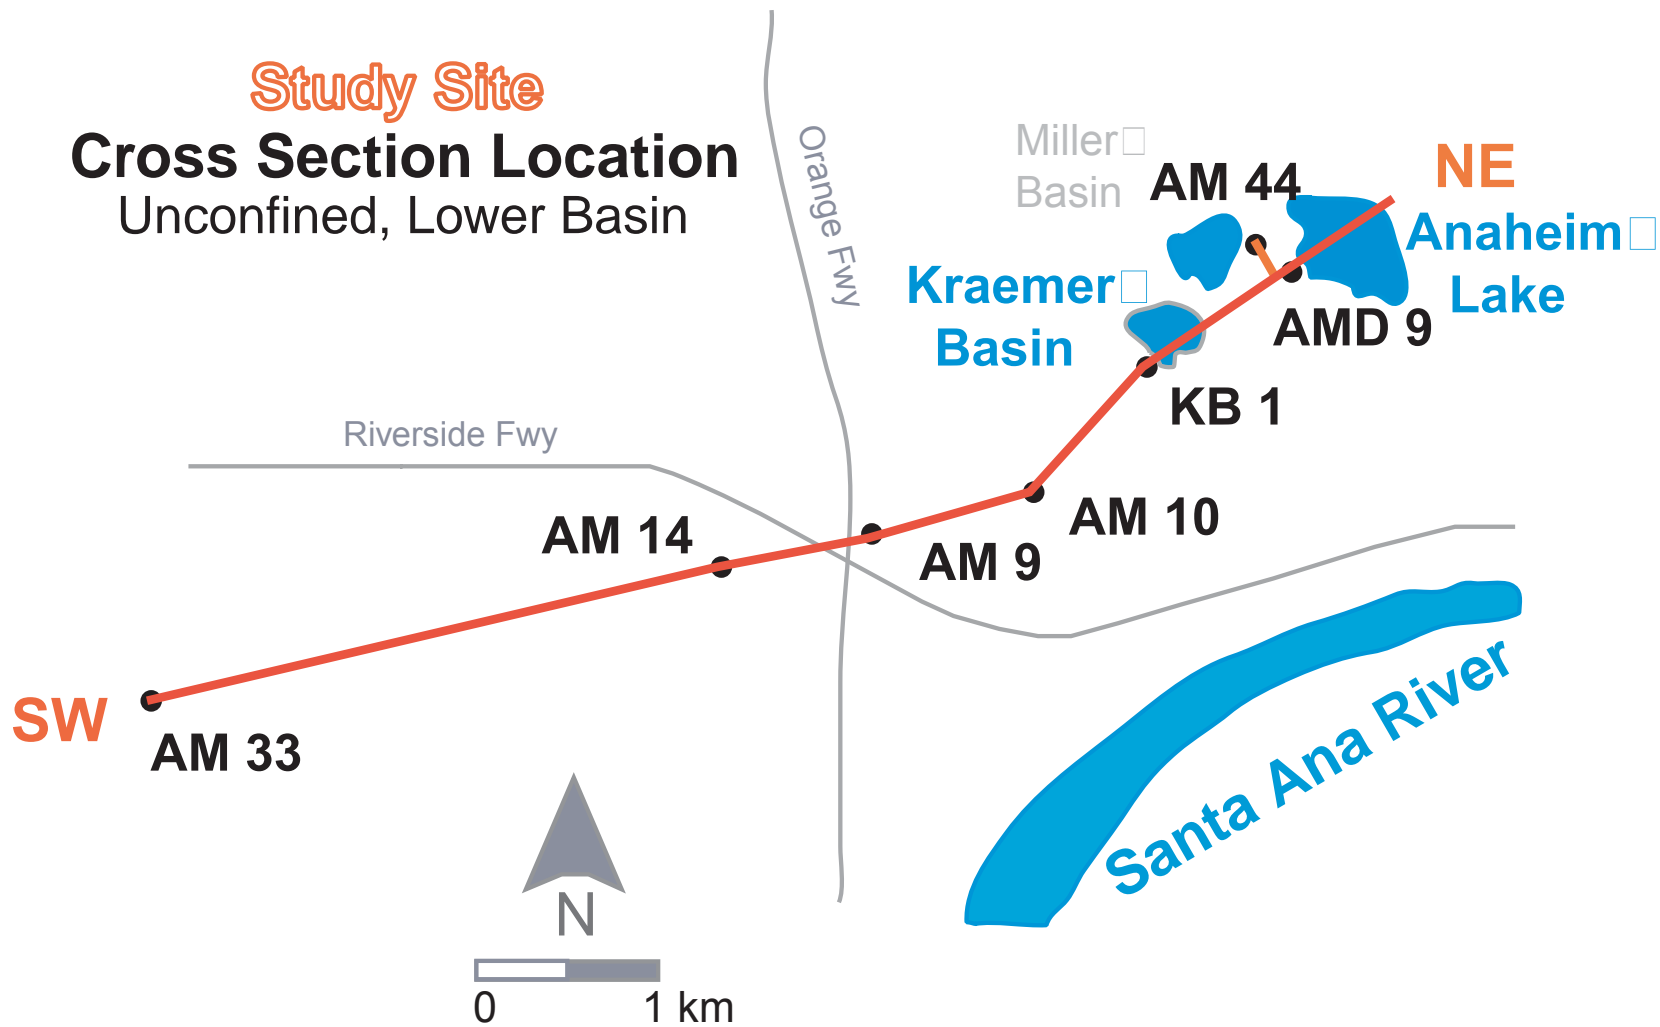 Study Site
Cross Section Location
Unconfined, Lower Basin
Orange Fwy
Miller
Basin
AM 44
NE
Anaheim
Lake
Kraemer
Basin
AMD 9
KB 1
Riverside Fwy
AM 14
AM 10
AM 9
SW
AM 33
Santa Ana River
N
0 1 km